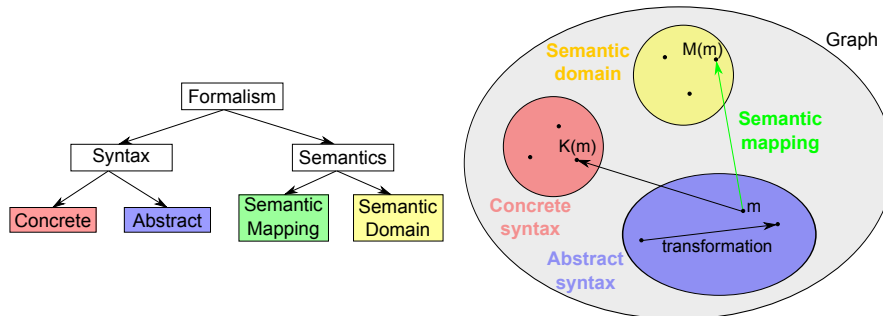 Formalism
Syntax
Semantics
Concrete
Abstract
Semantic
Mapping
Semantic
Domain
Graph
Semantic
domain
M(m)
K(m)
Semantic
mapping
Concrete
syntax
m
transformation
Abstract
syntax